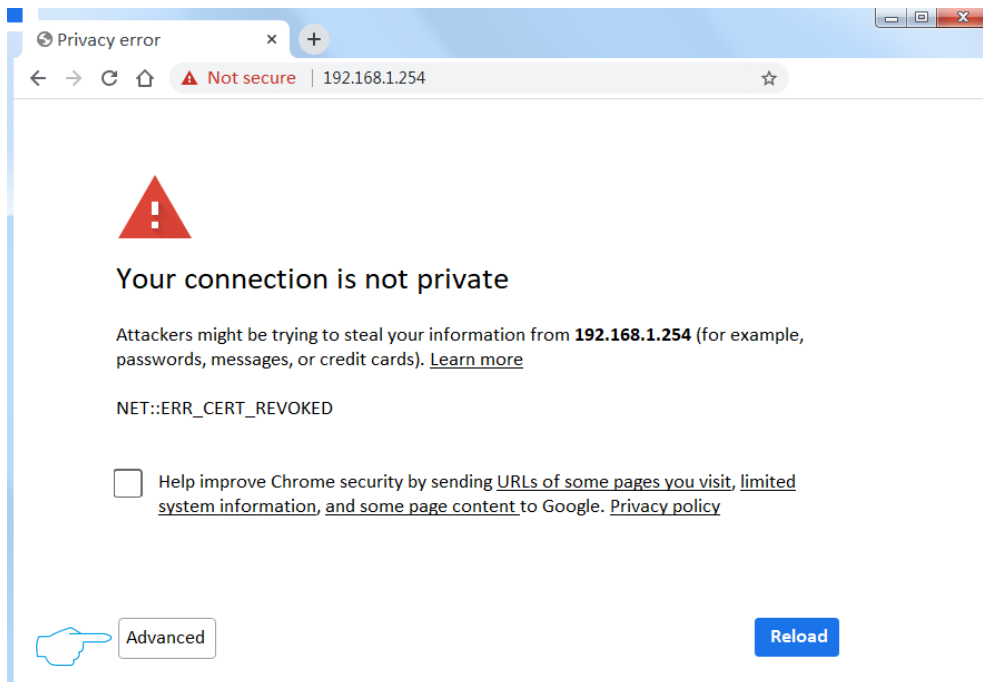 Privacy error
Not secure 192.168.1.254
Your connection is not private
Attackers might be trying to steal your information from 192.168.1.254 (for example,
passwords, messages, or credit cards). Learn more
NET::ERR_CERT_REVOKED
Help improve Chrome security by sending URLs of some pages you visit, limited
system information, and some page content to Google. Privacy policy
Advanced
Reload